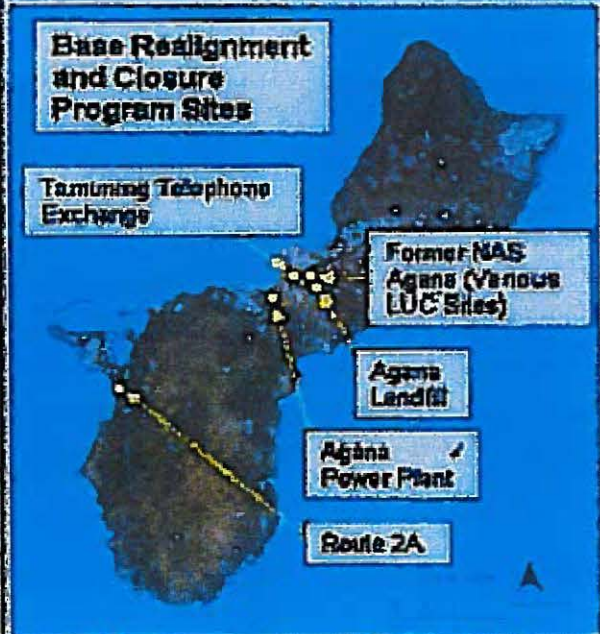 Base Realignment
and Closure
Program Sites
Tamuning Telephone
Exchange
Former NAS
Agana (Various
LUC Sites)
Agana
Landfill
Agana
Power Plant
Route 2A